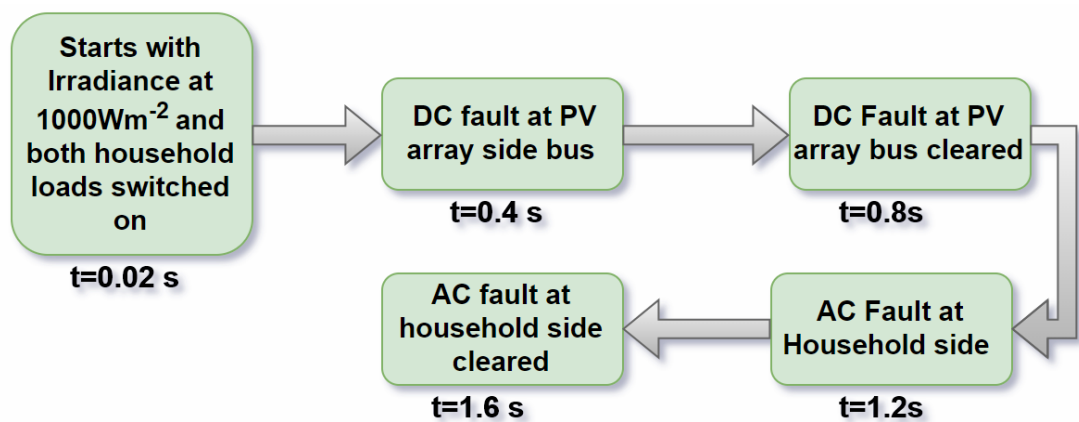 Starts with
Irradiance at
1000Wm⁻² and
both household
loads switched
on
t=0.02 s
DC fault at PV
array side bus
t=0.4 s
DC Fault at PV
array bus cleared
t=0.8s
AC Fault at
Household side
t=1.2s
AC fault at
household side
cleared
t=1.6 s